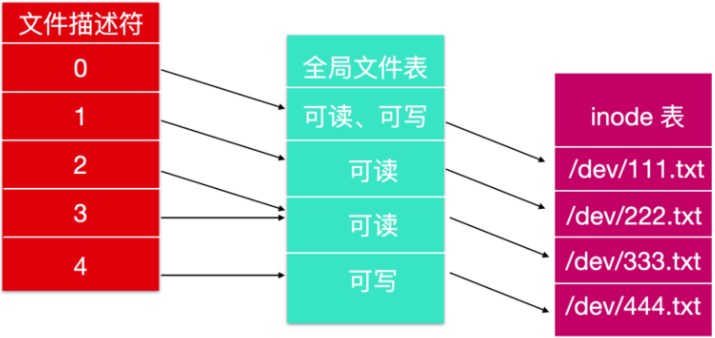 文件描述符
0
1
2
3
4
全局文件表
可读、可写
可读
可读
可写
inode 表
/dev/111.txt
/dev/222.txt
/dev/333.txt
/dev/444.txt